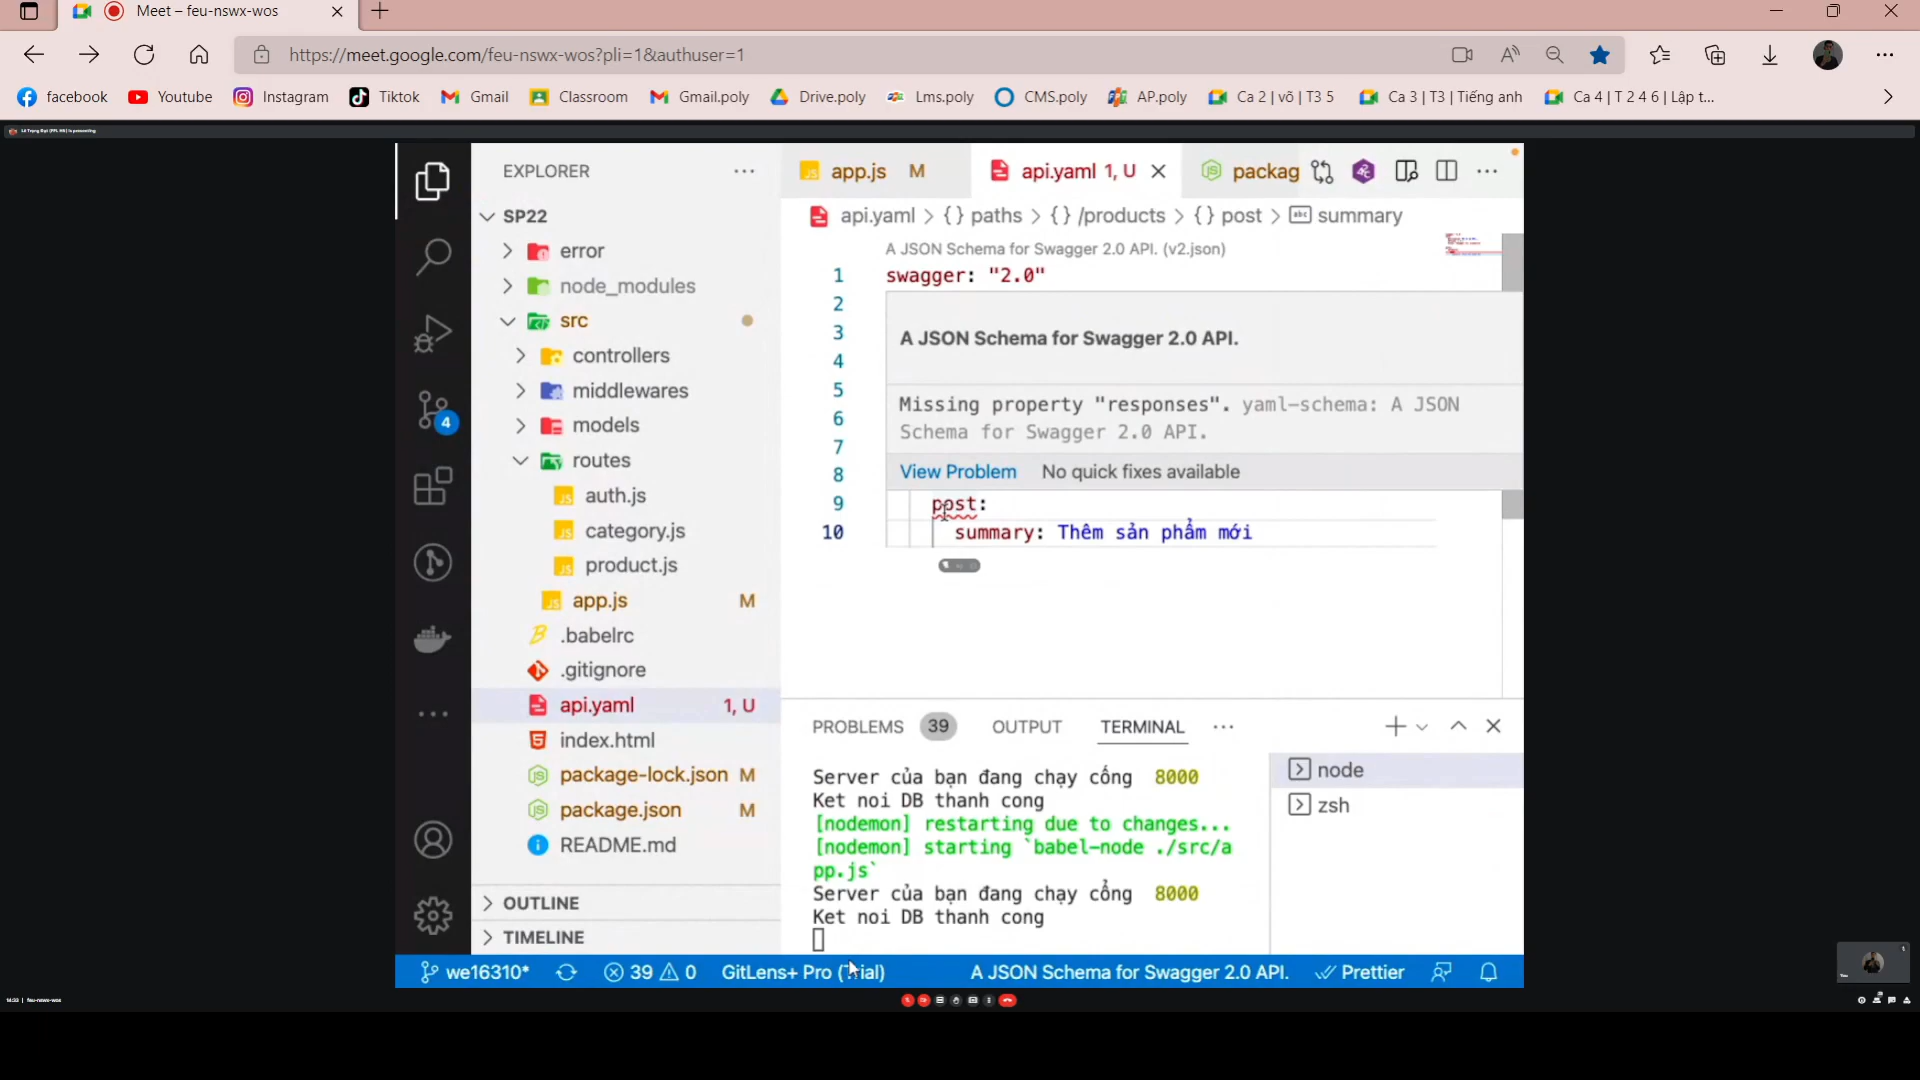 Meet – feu-nswx-wos
https://meet.google.com/feu-nswx-wos?pli=1&authuser=1
facebook
Youtube
Instagram
Tiktok
Gmail
Classroom
Gmail.poly
Drive.poly
Lms.poly
CMS.poly
AP.poly
Ca 2 | võ | T3 5
Ca 3 | T3 | Tiếng anh
Ca 4 | T 2 4 6 | Lập t...
EXPLORER
SP22
error
node_modules
src
controllers
middlewares
models
routes
auth.js
category.js
product.js
app.js M
.babelrc
.gitignore
api.yaml 1, U
index.html
package-lock.json M
package.json M
README.md
OUTLINE
TIMELINE
4
app.js M
api.yaml 1, U
packag
api.yaml > {} paths > {} /products > {} post > abc summary
A JSON Schema for Swagger 2.0 API. (v2.json)
1 swagger: "2.0"
2
3
4
5
6
7
8
A JSON Schema for Swagger 2.0 API.
Missing property "responses". yaml-schema: A JSON
Schema for Swagger 2.0 API.
View Problem No quick fixes available
9 post:
10 summary: Thêm sản phẩm mới
PROBLEMS 39 OUTPUT TERMINAL
Server của bạn đang chạy cổng 8000
Ket noi DB thanh cong
[nodemon] restarting due to changes...
[nodemon] starting `babel-node ./src/a
pp.js`
Server của bạn đang chạy cổng 8000
Ket noi DB thanh cong
node
zsh
we16310* 39 0 GitLens+ Pro (Trial) A JSON Schema for Swagger 2.0 API. Prettier